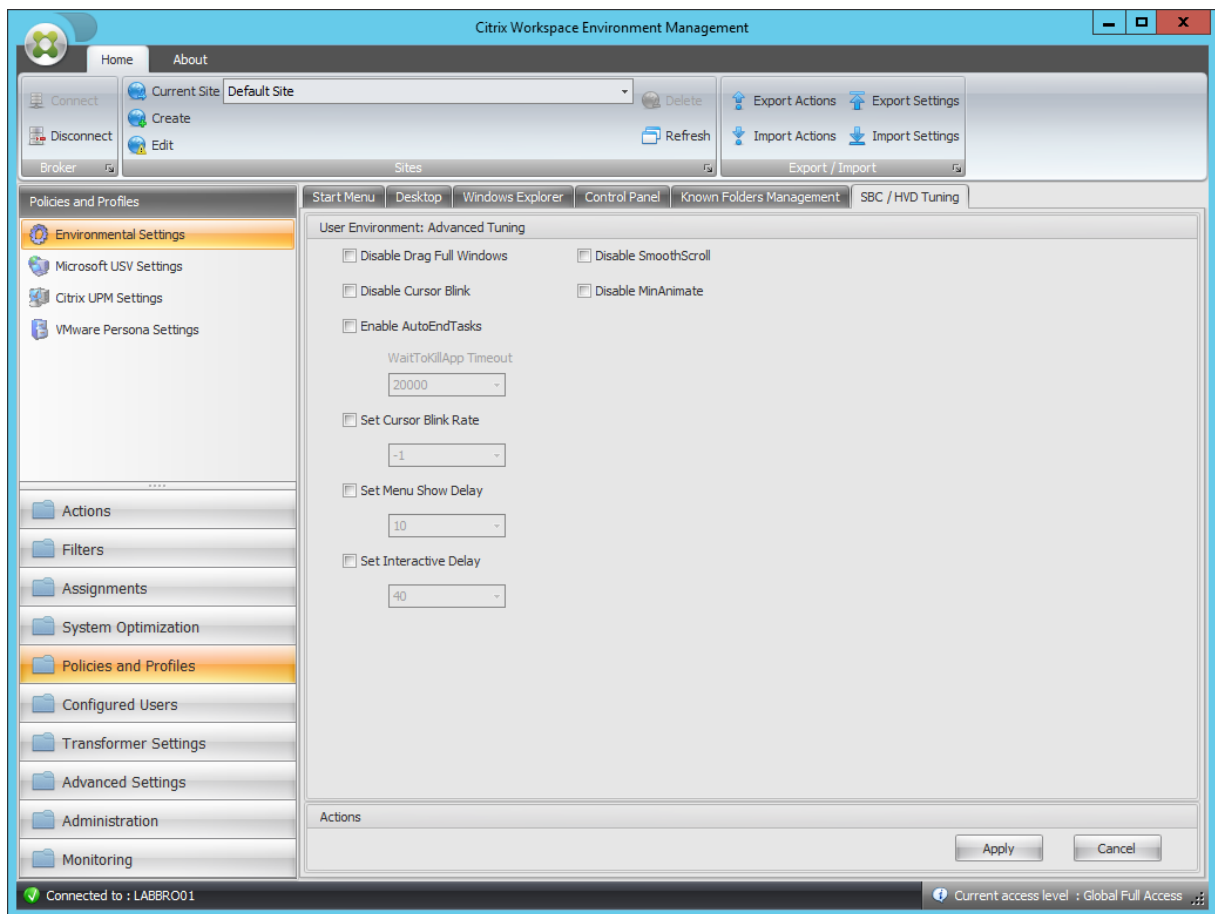 Citrix Workspace Environment Management
Home About
Connect
Disconnect
Broker
Current Site Default Site
Create
Edit
Delete
Refresh
Sites
Export Actions Export Settings
Import Actions Import Settings
Export / Import
Policies and Profiles
Environmental Settings
Microsoft USV Settings
Citrix UPM Settings
VMware Persona Settings
Actions
Filters
Assignments
System Optimization
Policies and Profiles
Configured Users
Transformer Settings
Advanced Settings
Administration
Monitoring
Start Menu Desktop Windows Explorer Control Panel Known Folders Management SBC / HVD Tuning
User Environment: Advanced Tuning
Disable Drag Full Windows Disable SmoothScroll
Disable Cursor Blink Disable MinAnimate
Enable AutoEndTasks
WaitToKillApp Timeout
20000
Set Cursor Blink Rate
-1
Set Menu Show Delay
10
Set Interactive Delay
40
Actions
Apply Cancel
Connected to : LABBRO01
Current access level : Global Full Access